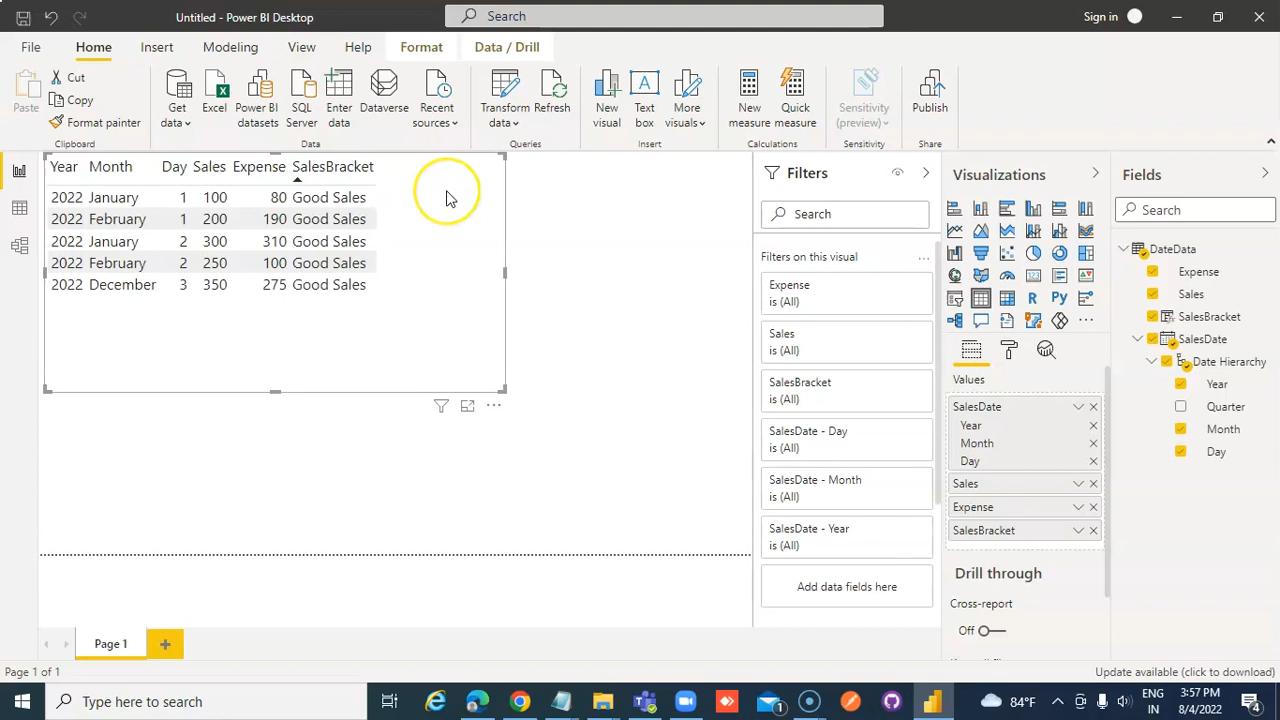 Untitled - Power BI Desktop
Search
Sign in
File Home Insert Modeling View Help Format Data / Drill
Paste
Cut
Copy
Format painter
Clipboard
Get data
Excel
Power BI datasets
SQL Server
Enter data
Dataverse
Recent sources
Data
Transform data
Refresh
Queries
New visual
Text box
More visuals
Insert
New measure
Quick measure
Calculations
Sensitivity (preview)
Sensitivity
Publish
Share
Year Month Day Sales Expense SalesBracket
2022 January 1 100 80 Good Sales
2022 February 1 200 190 Good Sales
2022 January 2 300 310 Good Sales
2022 February 2 250 100 Good Sales
2022 December 3 350 275 Good Sales
Filters
Search
Filters on this visual
Expense
is (All)
Sales
is (All)
SalesBracket
is (All)
SalesDate - Day
is (All)
SalesDate - Month
is (All)
SalesDate - Year
is (All)
Add data fields here
Visualizations
R Py
Values
SalesDate
Year
Month
Day
Sales
Expense
SalesBracket
Drill through
Cross-report
Off
Fields
Search
DateData
Expense
Sales
SalesBracket
SalesDate
Date Hierarchy
Year
Quarter
Month
Day
Page 1
Page 1 of 1
Update available (click to download)
Type here to search
1
84°F
ENG
IN
3:57 PM
8/4/2022
4